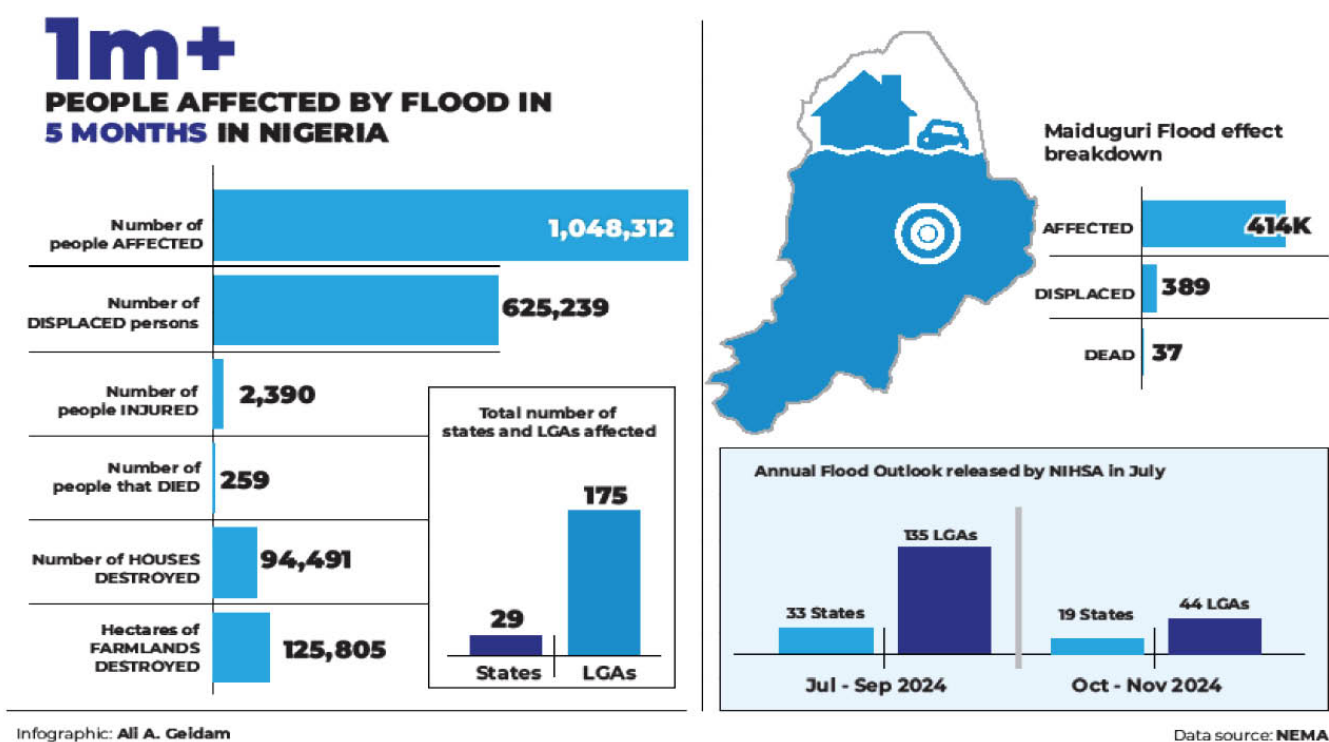 1m+
PEOPLE AFFECTED BY FLOOD IN
5 MONTHS IN NIGERIA
Number of
people AFFECTED
1,048,312
Number of
DISPLACED persons
625,239
Number of
people INJURED
2,390
Number of
people that DIED
259
Number of HOUSES
DESTROYED
94,491
Hectares of
FARMLANDS
DESTROYED
125,805
Total number of
states and LGAs affected
29
175
States
LGAs
Maiduguri Flood effect
breakdown
AFFECTED
414K
DISPLACED
389
DEAD
37
Annual Flood Outlook released by NIHSA in July
33 States
135 LGAs
19 States
44 LGAs
Jul - Sep 2024
Oct - Nov 2024
Infographic: Ali A. Geidam
Data source: NEMA